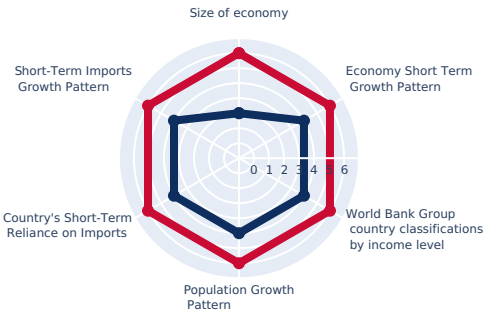 Size of economy
Short-Term Imports
Growth Pattern
Economy Short Term
Growth Pattern
0 1 2 3 4 5 6
Country's Short-Term
Reliance on Imports
World Bank Group
country classifications
by income level
Population Growth
Pattern